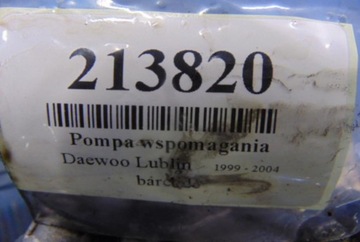 213820
Pompa wspomagania
Daewoo Lublin 1999 - 2004